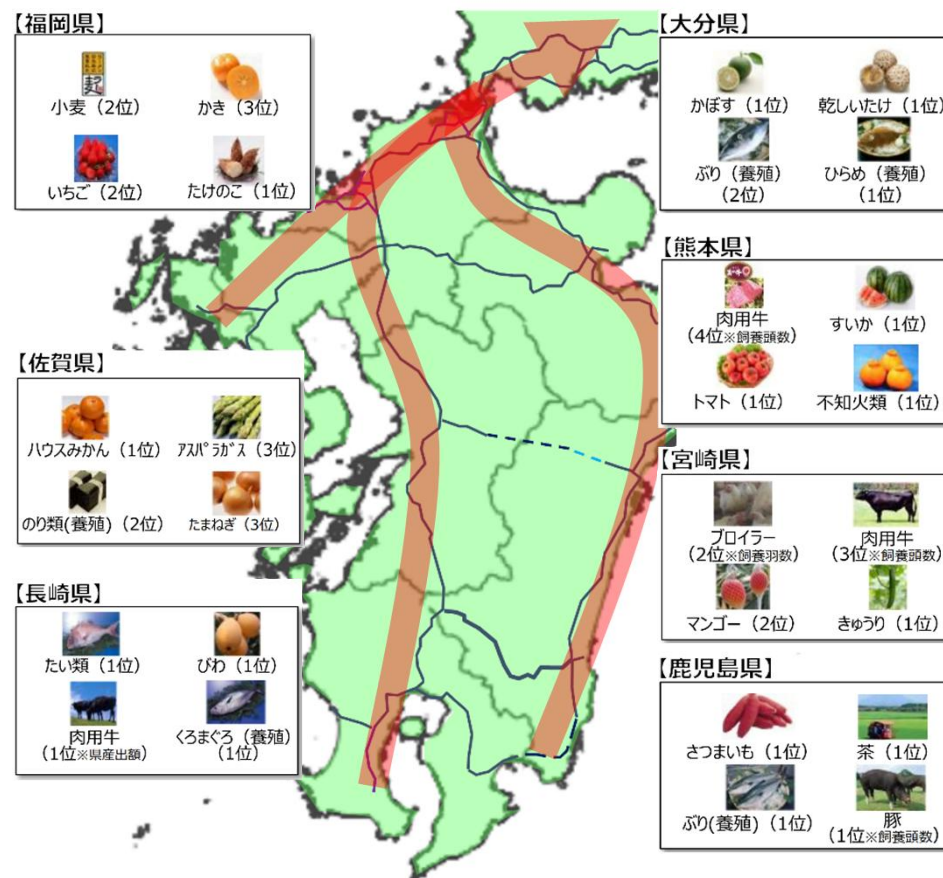 【福岡県】
小麦（2位）
かき（3位）
いちご（2位）
たけのこ（1位）
【佐賀県】
ハウスみかん（1位）
アスパラガス（3位）
のり類(養殖)（2位）
たまねぎ（3位）
【長崎県】
たい類（1位）
びわ（1位）
肉用牛
（1位※県産出額）
くろまぐろ（養殖）
（1位）
【大分県】
かぼす（1位）
乾しいたけ（1位）
ぶり（養殖）
（2位）
ひらめ（養殖）
（1位）
【熊本県】
肉用牛
（4位※飼養頭数）
すいか（1位）
トマト（1位）
不知火類（1位）
【宮崎県】
ブロイラー
（2位※飼養羽数）
肉用牛
（3位※飼養頭数）
マンゴー（2位）
きゅうり（1位）
【鹿児島県】
さつまいも（1位）
茶（1位）
ぶり(養殖)（1位）
豚
（1位※飼養頭数）